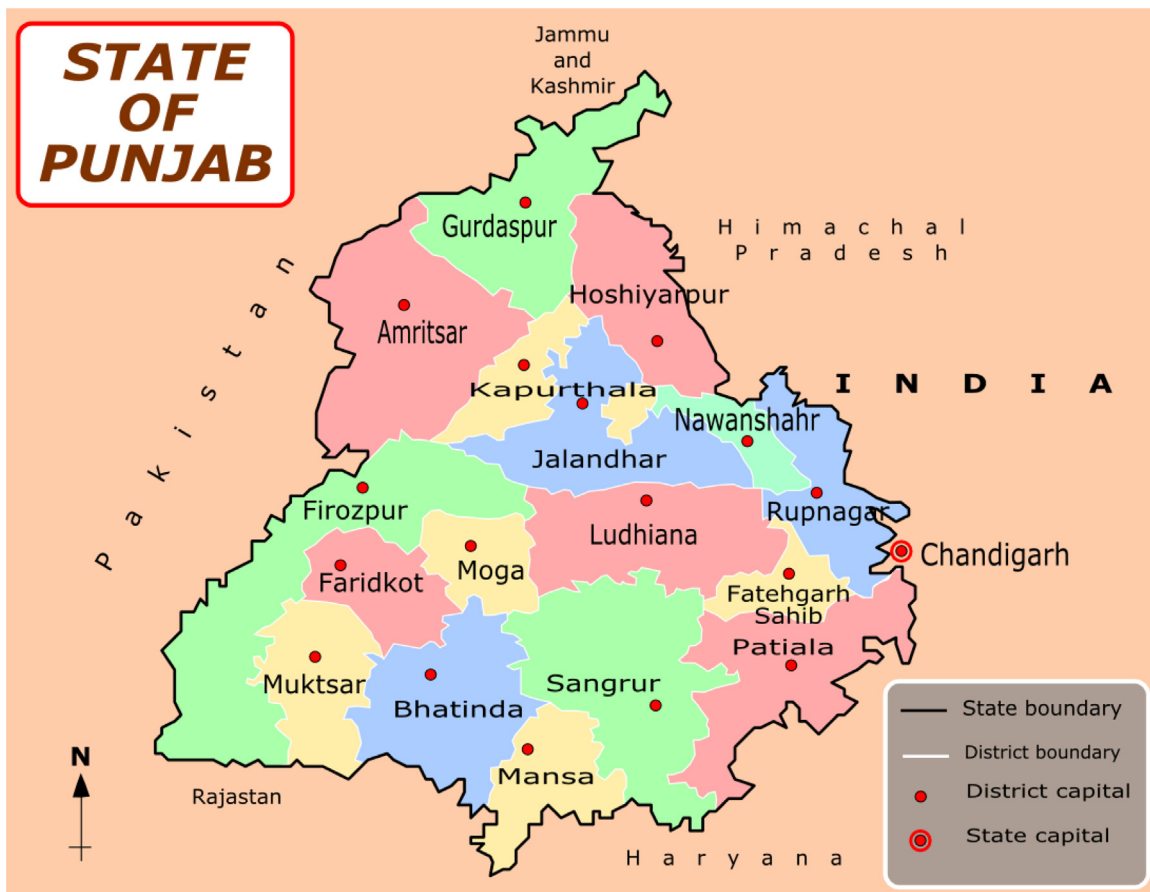 STATE
OF
PUNJAB
Jammu
and
Kashmir
Himachal
Pradesh
Pakistan
INDIA
Gurdaspur
Hoshiyarpur
Amritsar
Kapurthala
Nawanshahr
Jalandhar
Firozpur
Rupnagar
Ludhiana
Chandigarh
Moga
Faridkot
Fatehgarh
Sahib
Patiala
Muktsar
Sangrur
Bhatinda
Mansa
N
Rajastan
Haryana
State boundary
District boundary
District capital
State capital